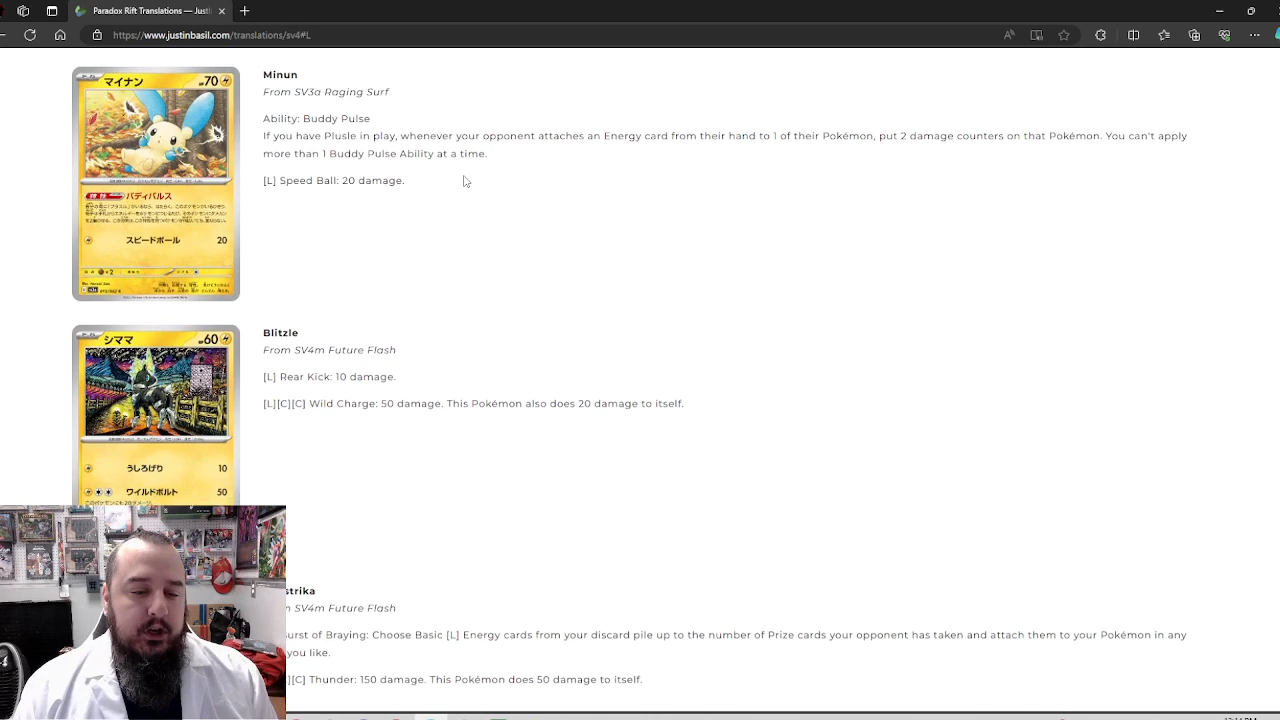 Paradox Rift Translations — Justi
https://www.justinbasil.com/translations/sv4#L
マイナン
70
バディパルス
スピードボール 20
Minun
From SV3a Raging Surf
Ability: Buddy Pulse
If you have Plusle in play, whenever your opponent attaches an Energy card from their hand to 1 of their Pokémon, put 2 damage counters on that Pokémon. You can't apply
more than 1 Buddy Pulse Ability at a time.
[L] Speed Ball: 20 damage.
シママ
60
うしろげり 10
ワイルドボルト 50
Blitzle
From SV4m Future Flash
[L] Rear Kick: 10 damage.
[L][C][C] Wild Charge: 50 damage. This Pokémon also does 20 damage to itself.
strika
SV4m Future Flash
urst of Braying: Choose Basic [L] Energy cards from your discard pile up to the number of Prize cards your opponent has taken and attach them to your Pokémon in any
you like.
][C] Thunder: 150 damage. This Pokémon does 50 damage to itself.